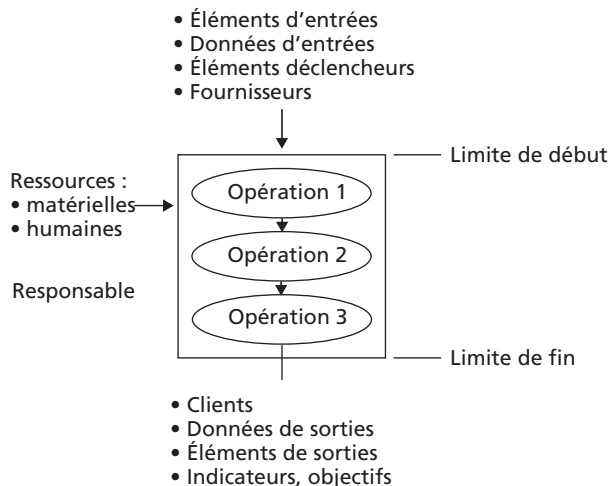 • Éléments d’entrées
• Données d’entrées
• Éléments déclencheurs
• Fournisseurs
Limite de début
Ressources :
• matérielles
• humaines
Responsable
Opération 1
Opération 2
Opération 3
Limite de fin
• Clients
• Données de sorties
• Éléments de sorties
• Indicateurs, objectifs